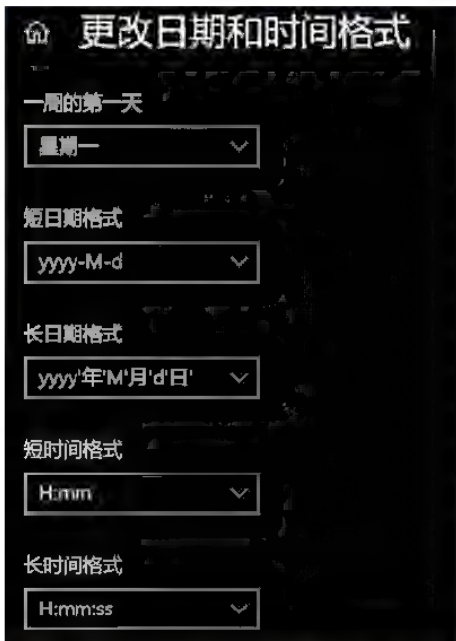 更改日期和时间格式
一周的第一天
星期一
短日期格式
yyyy-M-d
长日期格式
yyyy'年'M'月'd'日'
短时间格式
H:mm
长时间格式
H:mm:ss